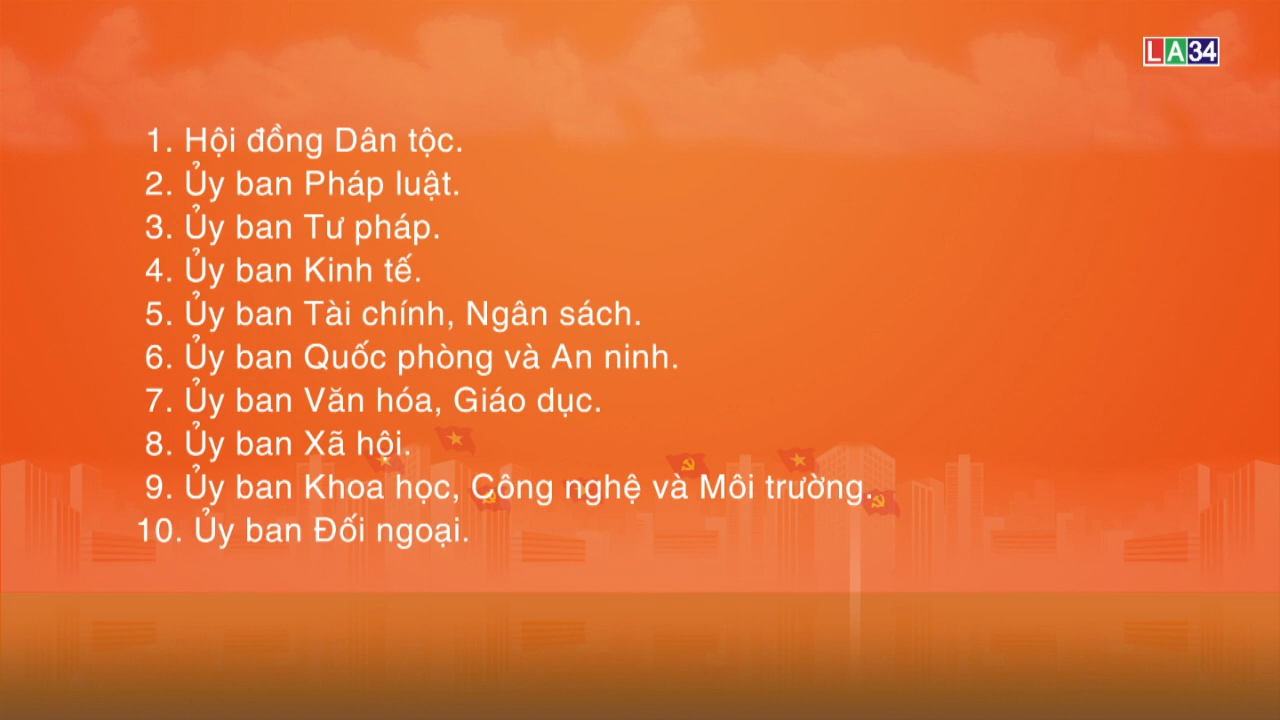 LA34
1. Hội đồng Dân tộc.
2. Ủy ban Pháp luật.
3. Ủy ban Tư pháp.
4. Ủy ban Kinh tế.
5. Ủy ban Tài chính, Ngân sách.
6. Ủy ban Quốc phòng và An ninh.
7. Ủy ban Văn hóa, Giáo dục.
8. Ủy ban Xã hội.
9. Ủy ban Khoa học, Công nghệ và Môi trường.
10. Ủy ban Đối ngoại.